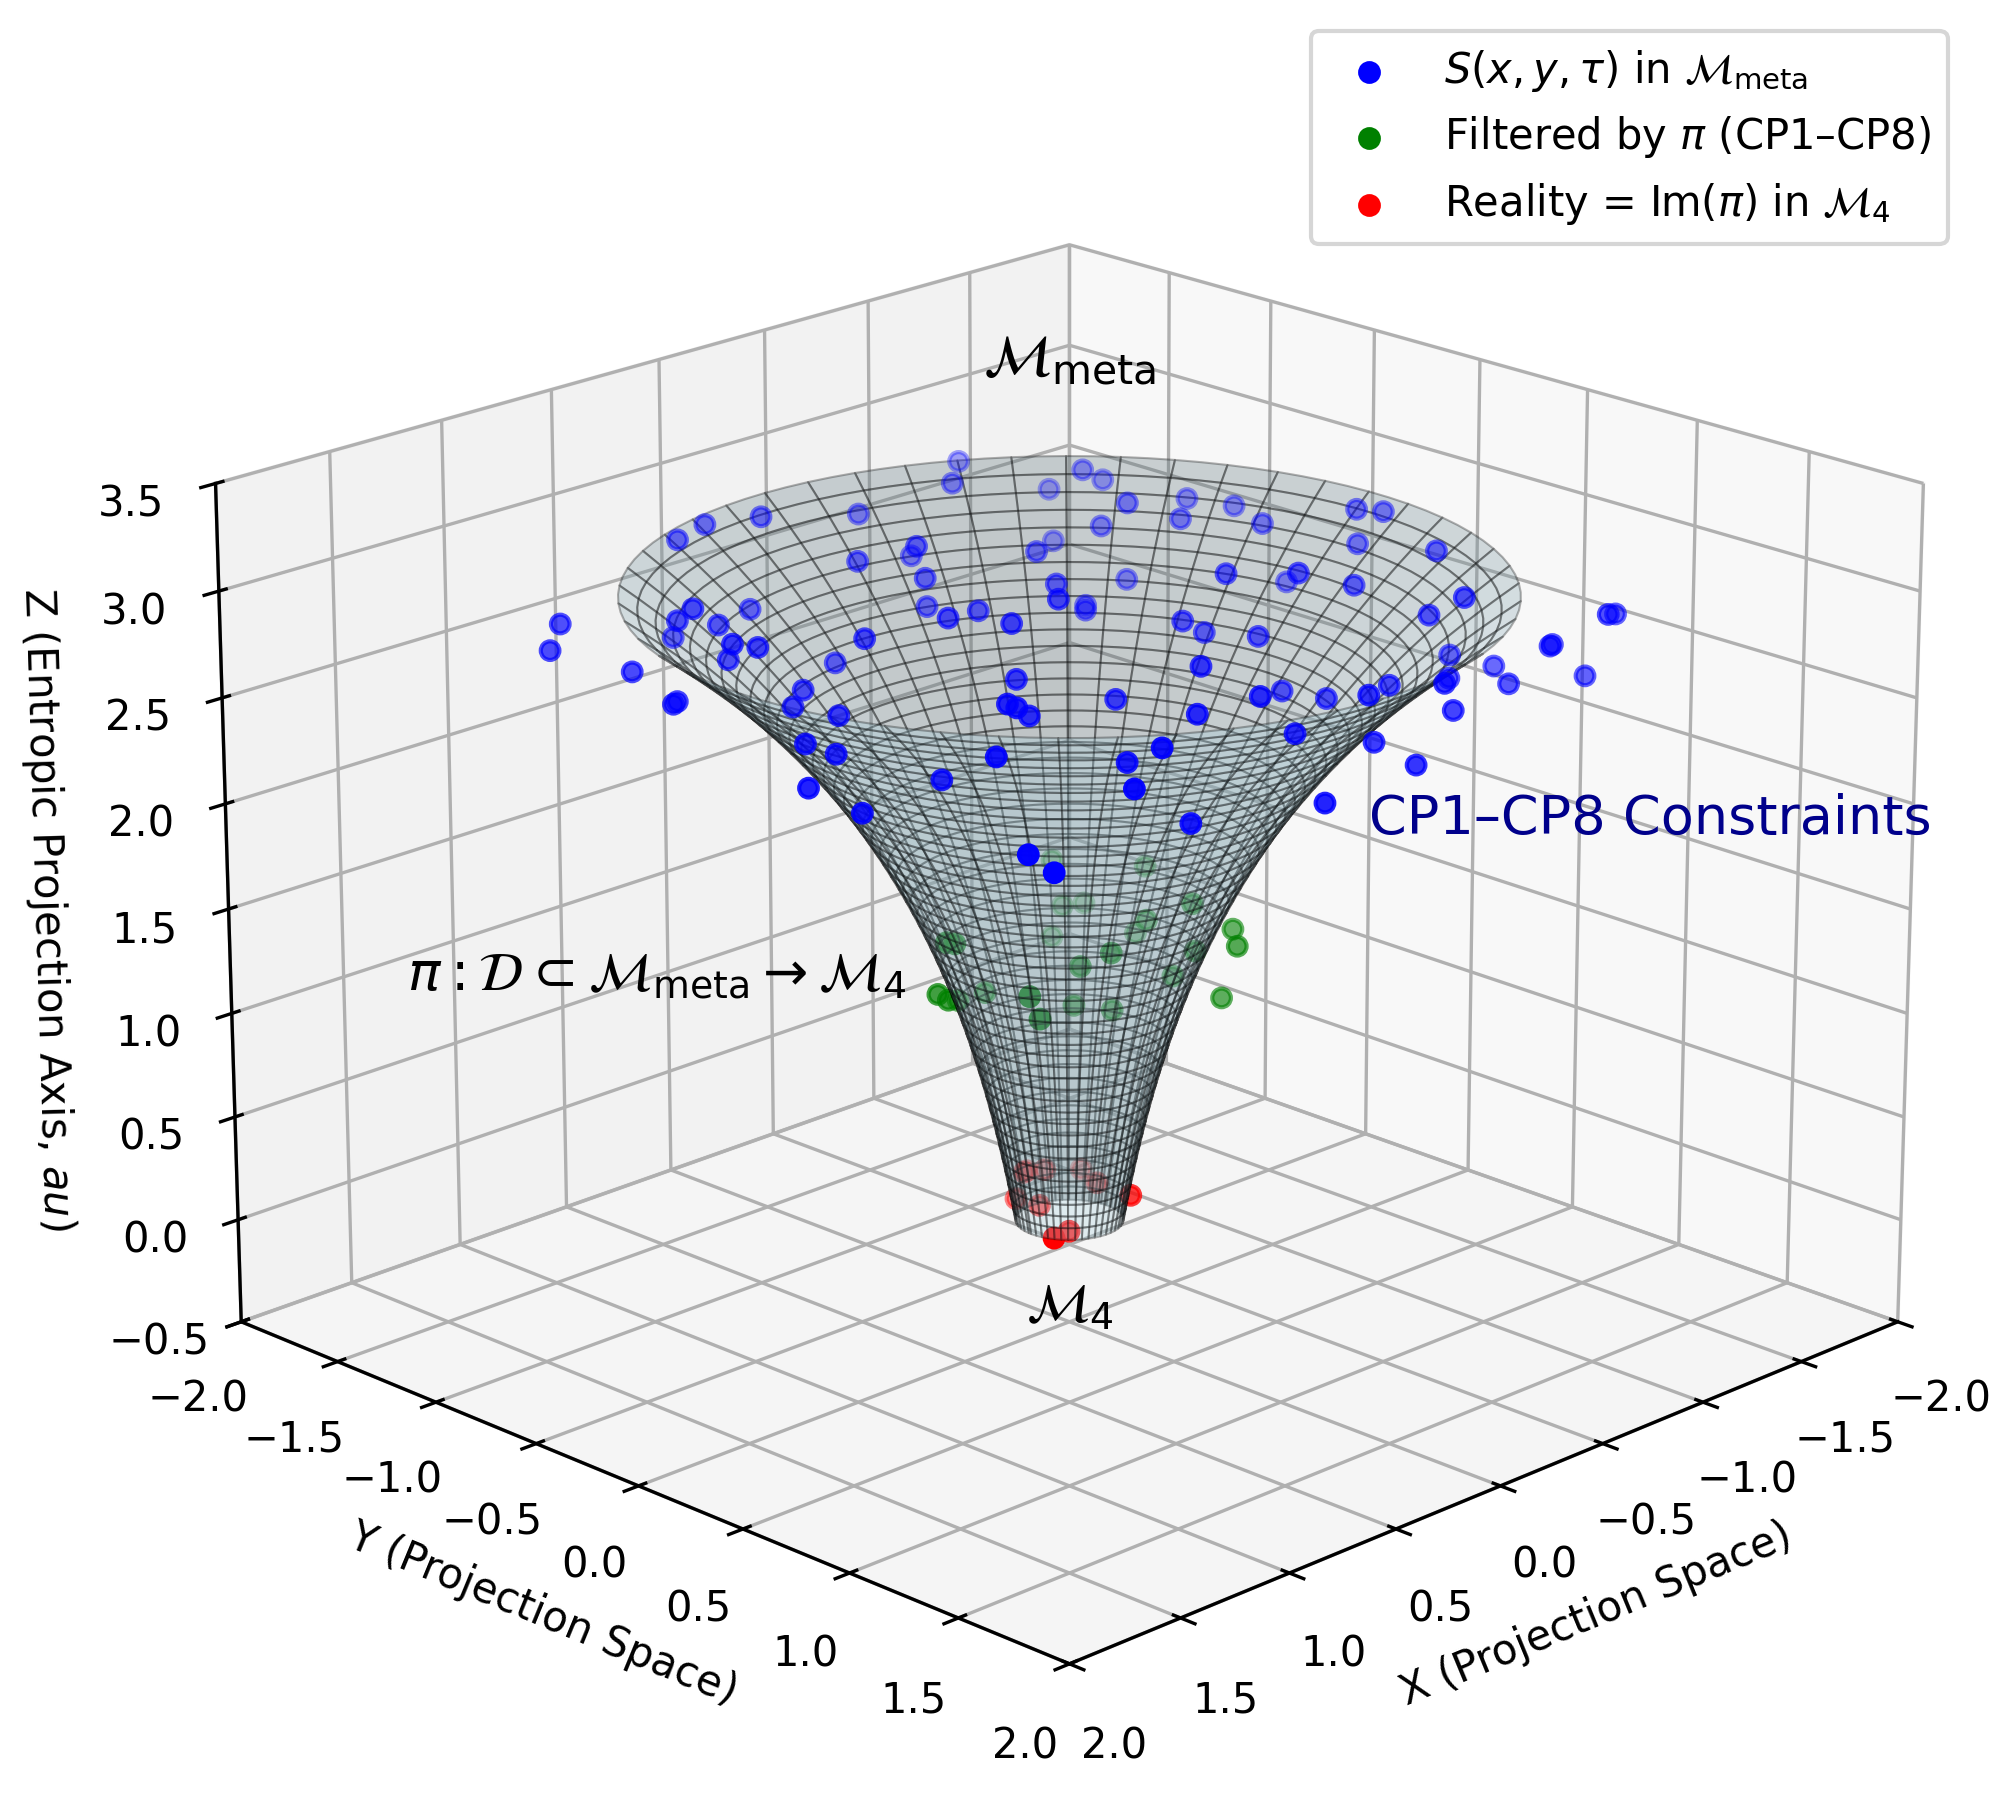 S(x, y, τ) in ℳ_meta
Filtered by π (CP1–CP8)
Reality = Im(π) in ℳ₄
ℳ_meta
CP1–CP8 Constraints
π : 𝒟 ⊂ ℳ_meta → ℳ₄
ℳ₄
Z (Entropic Projection Axis, au)
3.5
3.0
2.5
2.0
1.5
1.0
0.5
0.0
−0.5
−2.0
−1.5
−1.0
−0.5
0.0
0.5
1.0
1.5
2.0
Y (Projection Space)
2.0
1.5
1.0
0.5
0.0
−0.5
−1.0
−1.5
−2.0
X (Projection Space)